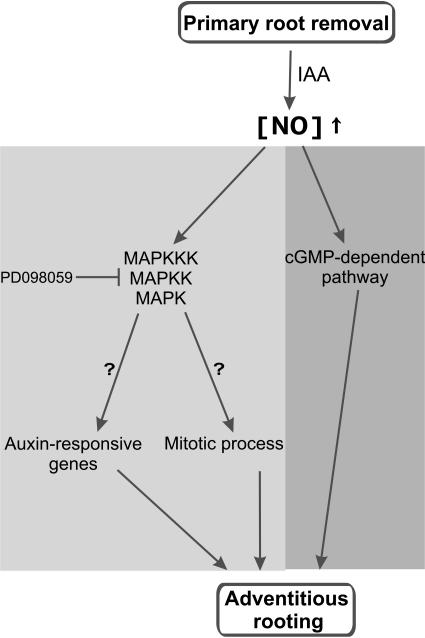 Primary root removal
IAA
[NO] ↑
MAPKKK
MAPKK
MAPK
PD098059
cGMP-dependent
pathway
?
?
Auxin-responsive
genes
Mitotic process
Adventitious
rooting